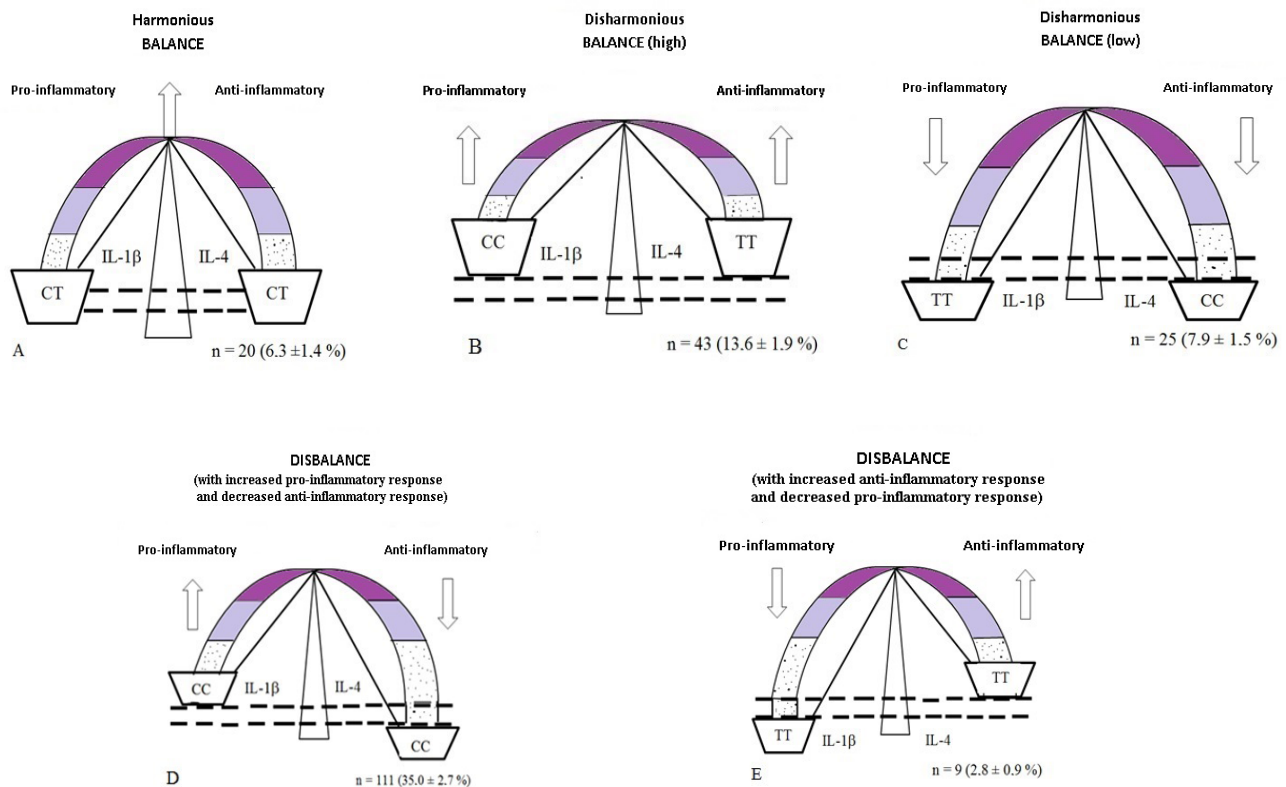 Harmonious
BALANCE
Pro-inflammatory
Anti-inflammatory
IL-1β
IL-4
CT
CT
A
n = 20 (6.3 ±1.4 %)
Disharmonious
BALANCE (high)
Pro-inflammatory
Anti-inflammatory
CC
IL-1β
IL-4
TT
B
n = 43 (13.6 ± 1.9 %)
Disharmonious
BALANCE (low)
Pro-inflammatory
Anti-inflammatory
TT
IL-1β
IL-4
CC
C
n = 25 (7.9 ± 1.5 %)
DISBALANCE
(with increased pro-inflammatory response
and decreased anti-inflammatory response)
Pro-inflammatory
Anti-inflammatory
CC
IL-1β
IL-4
CC
D
n = 111 (35.0 ± 2.7 %)
DISBALANCE
(with increased anti-inflammatory response
and decreased pro-inflammatory response)
Pro-inflammatory
Anti-inflammatory
TT
TT
IL-1β
IL-4
E
n = 9 (2.8 ± 0.9 %)